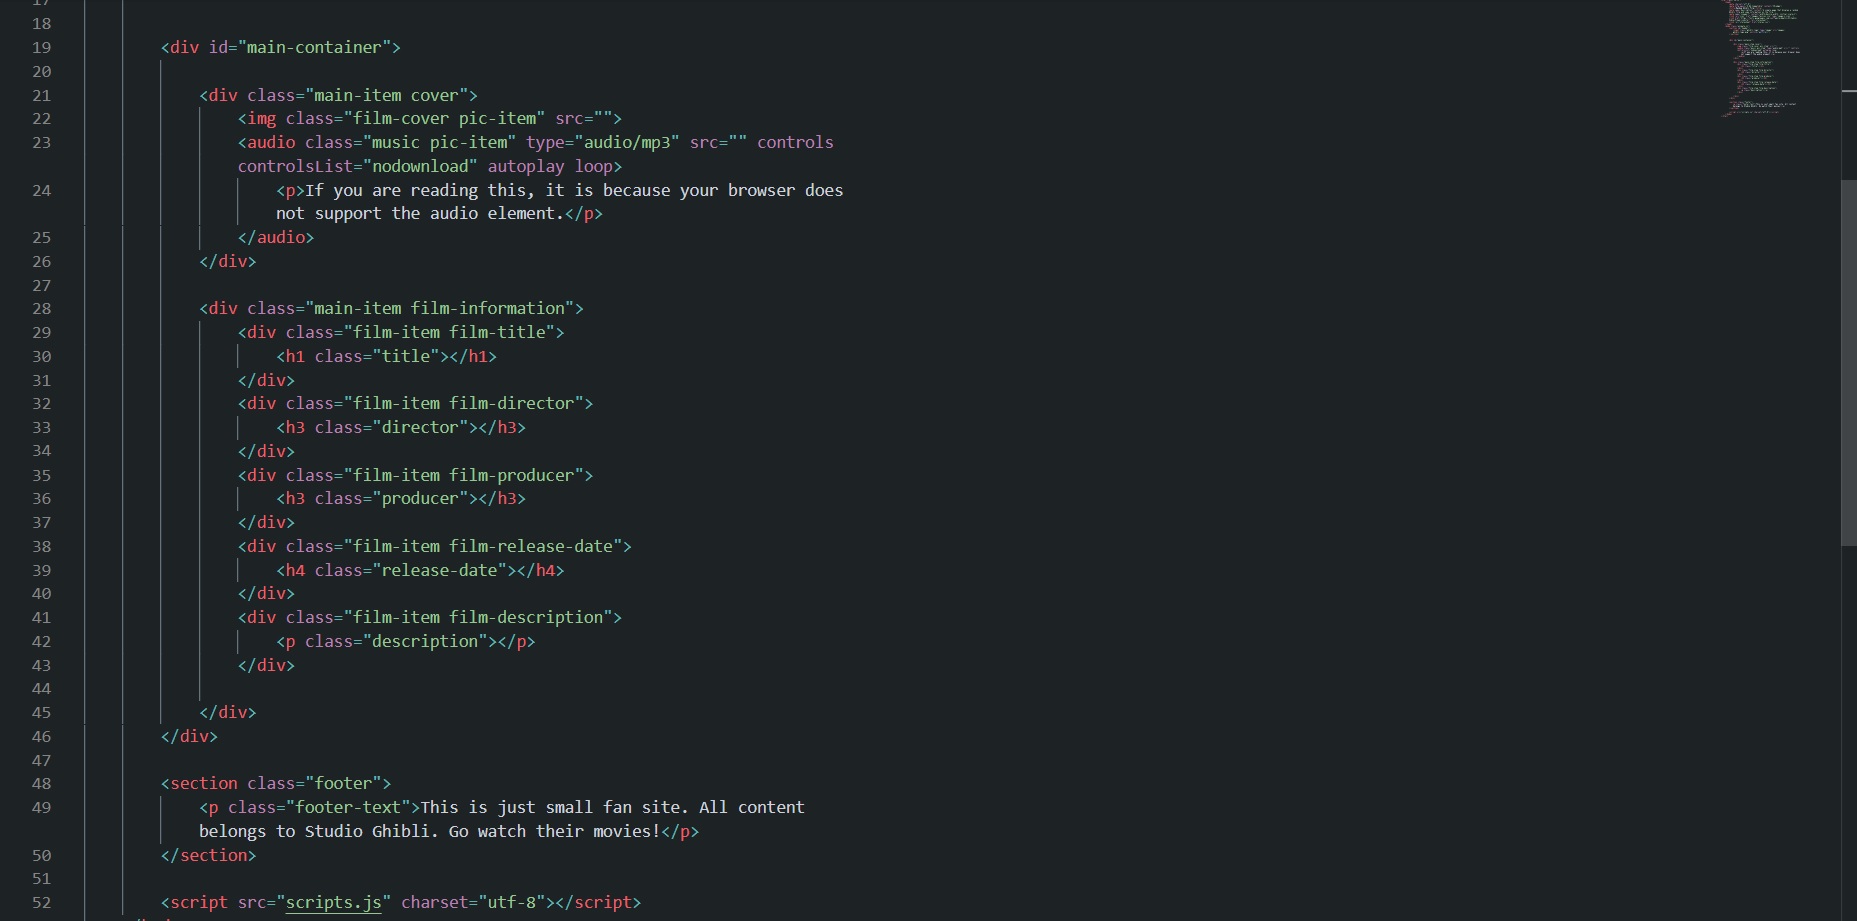 17
18
19 <div id="main-container">
20
21 <div class="main-item cover">
22 <img class="film-cover pic-item" src="">
23 <audio class="music pic-item" type="audio/mp3" src="" controls
controlsList="nodownload" autoplay loop>
24 <p>If you are reading this, it is because your browser does
not support the audio element.</p>
25 </audio>
26 </div>
27
28 <div class="main-item film-information">
29 <div class="film-item film-title">
30 <h1 class="title"></h1>
31 </div>
32 <div class="film-item film-director">
33 <h3 class="director"></h3>
34 </div>
35 <div class="film-item film-producer">
36 <h3 class="producer"></h3>
37 </div>
38 <div class="film-item film-release-date">
39 <h4 class="release-date"></h4>
40 </div>
41 <div class="film-item film-description">
42 <p class="description"></p>
43 </div>
44
45 </div>
46 </div>
47
48 <section class="footer">
49 <p class="footer-text">This is just small fan site. All content
belongs to Studio Ghibli. Go watch their movies!</p>
50 </section>
51
52 <script src="scripts.js" charset="utf-8"></script>